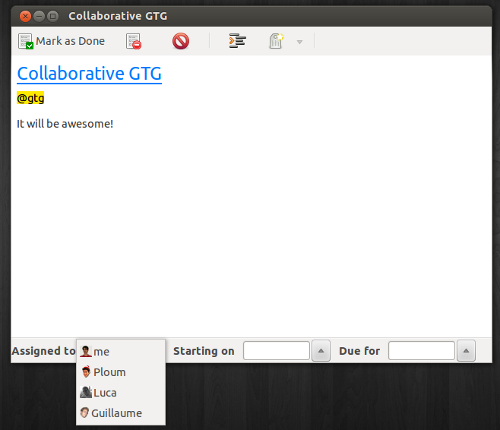 Collaborative GTG
Mark as Done
Collaborative GTG
@gtg
It will be awesome!
Assigned to
me
Ploum
Luca
Guillaume
Starting on
Due for